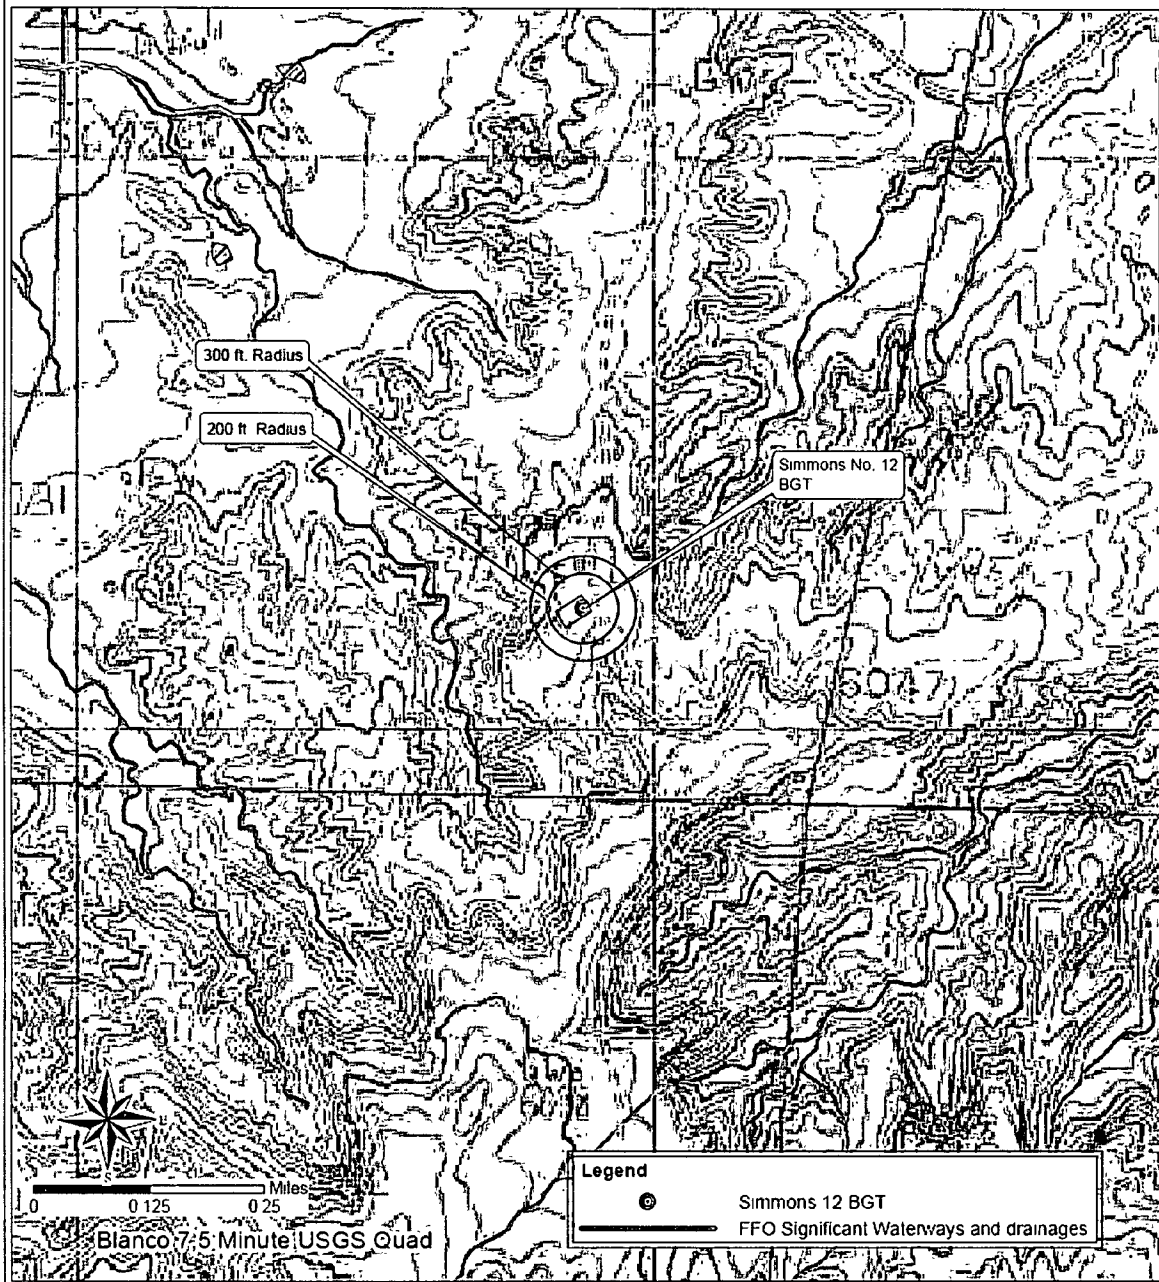 300 ft. Radius
200 ft Radius
Simmons No. 12
BGT
S
Miles
0 0 125 0 25
Blanco 7.5 Minute USGS Quad
Legend
Simmons 12 BGT
FFO Significant Waterways and drainages